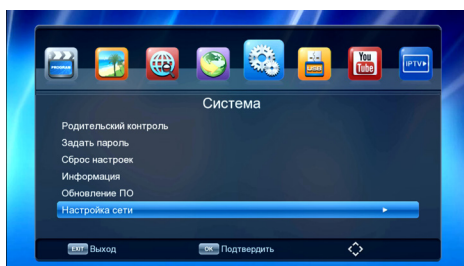 PROGRAM You Tube IPTV
Система
Родительский контроль
Задать пароль
Сброс настроек
Информация
Обновление ПО
Настройка сети
EXIT Выход OK Подтвердить